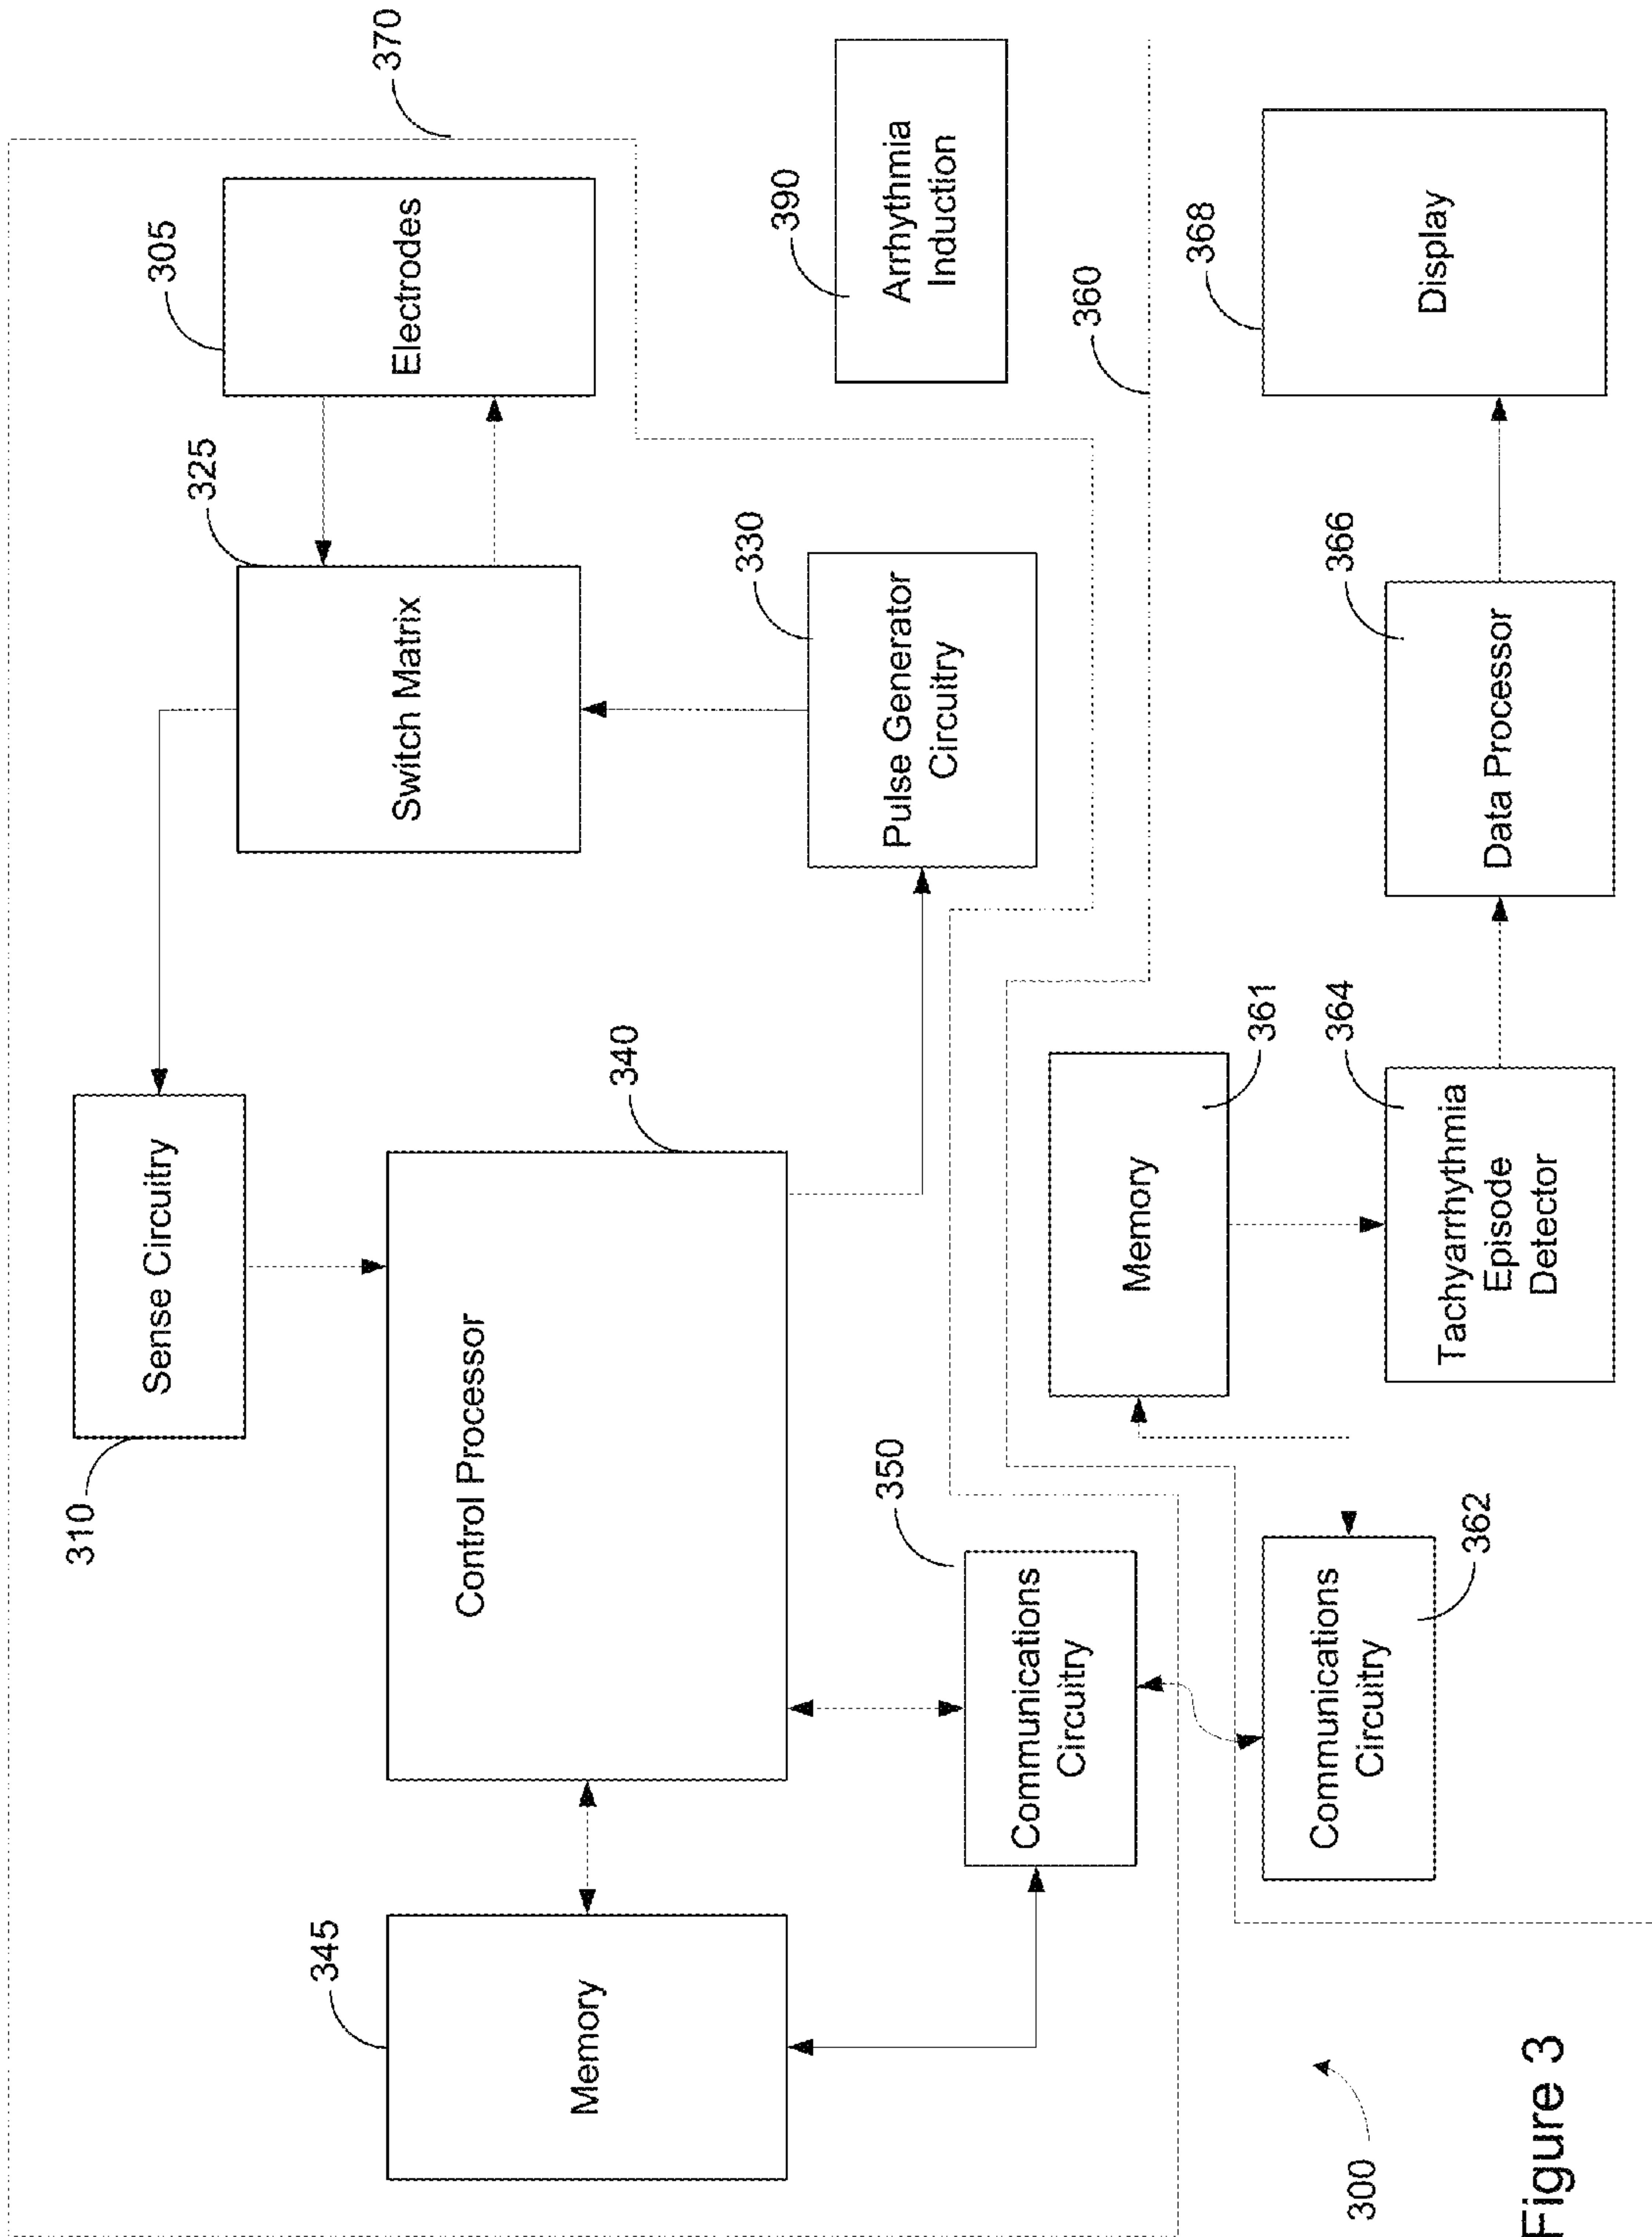 370
305
Electrodes
325
Switch Matrix
330
Pulse Generator
Circuitry
310
Sense Circuitry
340
Control Processor
345
Memory
350
Communications
Circuitry
390
Arrhythmia
Induction
360
361
Memory
362
Communications
Circuitry
364
Tachyarrhythmia
Episode
Detector
366
Data Processor
368
Display
300
Figure 3